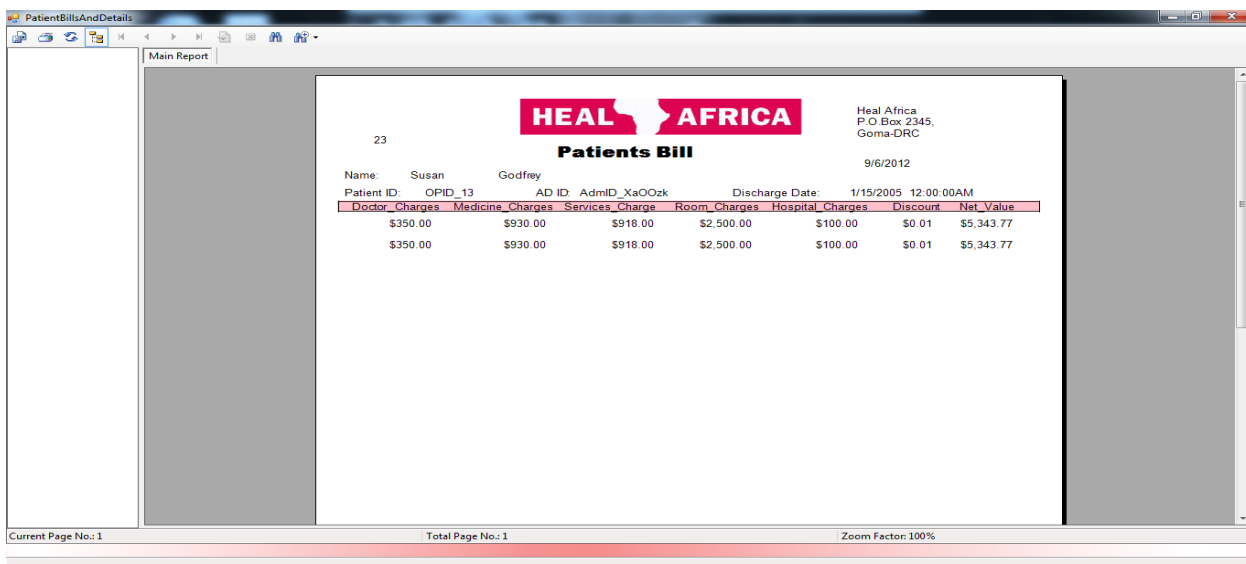 PatientBillsAndDetails
Main Report
HEAL AFRICA
Heal Africa
P.O.Box 2345,
Goma-DRC
23
Patients Bill
9/6/2012
Name: Susan Godfrey
Patient ID: OPID_13 AD ID: AdmID_XaOOzk Discharge Date: 1/15/2005 12:00:00AM
Doctor_Charges Medicine_Charges Services_Charge Room_Charges Hospital_Charges Discount Net_Value
$350.00 $930.00 $918.00 $2,500.00 $100.00 $0.01 $5,343.77
$350.00 $930.00 $918.00 $2,500.00 $100.00 $0.01 $5,343.77
Current Page No.: 1 Total Page No.: 1 Zoom Factor: 100%